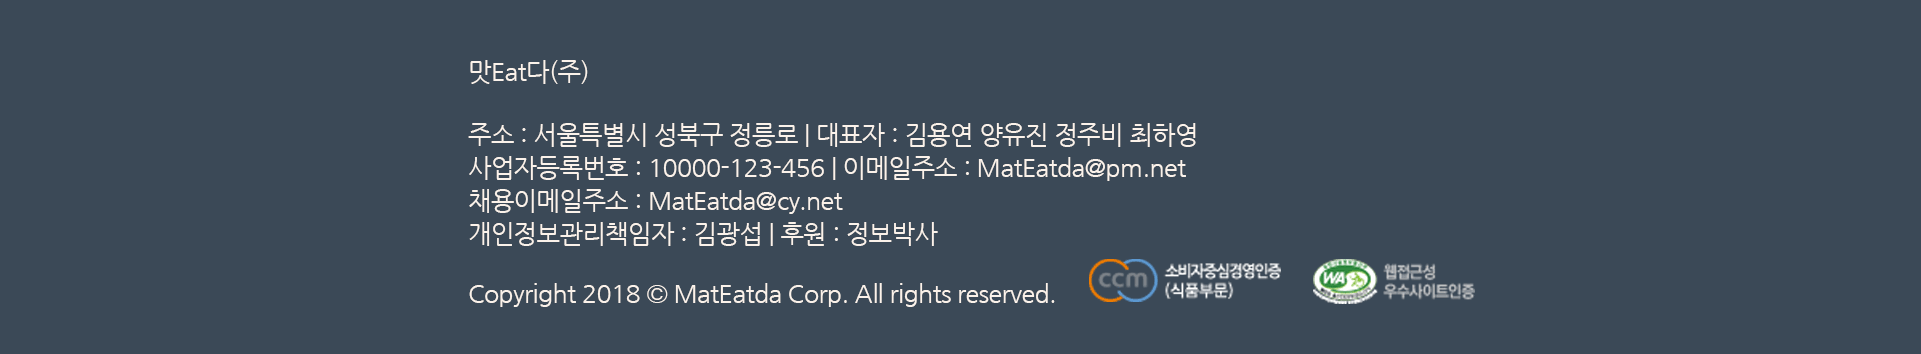 맛Eat다(주)
주소 : 서울특별시 성북구 정릉로 | 대표자 : 김용연 양유진 정주비 최하영
사업자등록번호 : 10000-123-456 | 이메일주소 : MatEatda@pm.net
채용이메일주소 : MatEatda@cy.net
개인정보관리책임자 : 김광섭 | 후원 : 정보박사
Copyright 2018 © MatEatda Corp. All rights reserved.
ccm
소비자중심경영인증
(식품부문)
WA
웹접근성
우수사이트인증